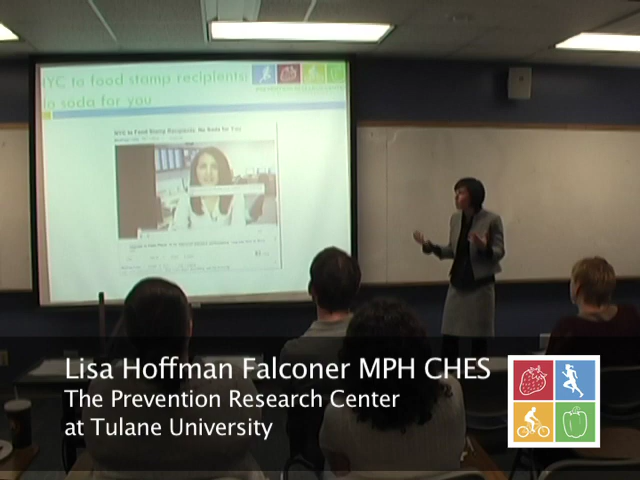 NYC to food stamp recipients:
No soda for you
NYC to Food Stamp Recipients: No Soda for You
Lisa Hoffman Falconer MPH CHES
The Prevention Research Center
at Tulane University